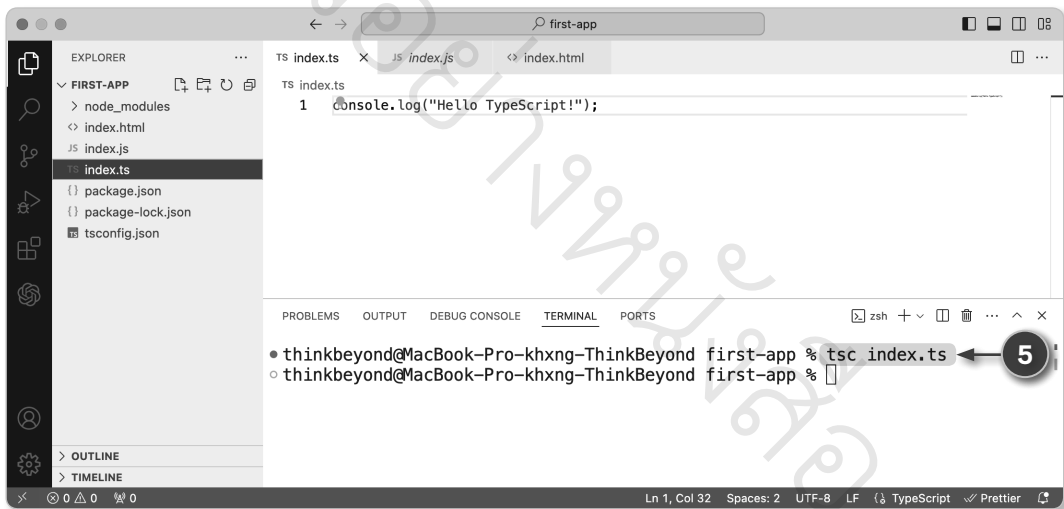 first-app
EXPLORER
FIRST-APP
node_modules
index.html
JS index.js
TS index.ts
{} package.json
{} package-lock.json
TS tsconfig.json
OUTLINE
TIMELINE
TS index.ts × JS index.js <> index.html
TS index.ts
1 console.log("Hello TypeScript!");
PROBLEMS OUTPUT DEBUG CONSOLE TERMINAL PORTS zsh
thinkbeyond@MacBook-Pro-khxng-ThinkBeyond first-app % tsc index.ts 5
thinkbeyond@MacBook-Pro-khxng-ThinkBeyond first-app %
0 0 0 Ln 1, Col 32 Spaces: 2 UTF-8 LF {} TypeScript Prettier